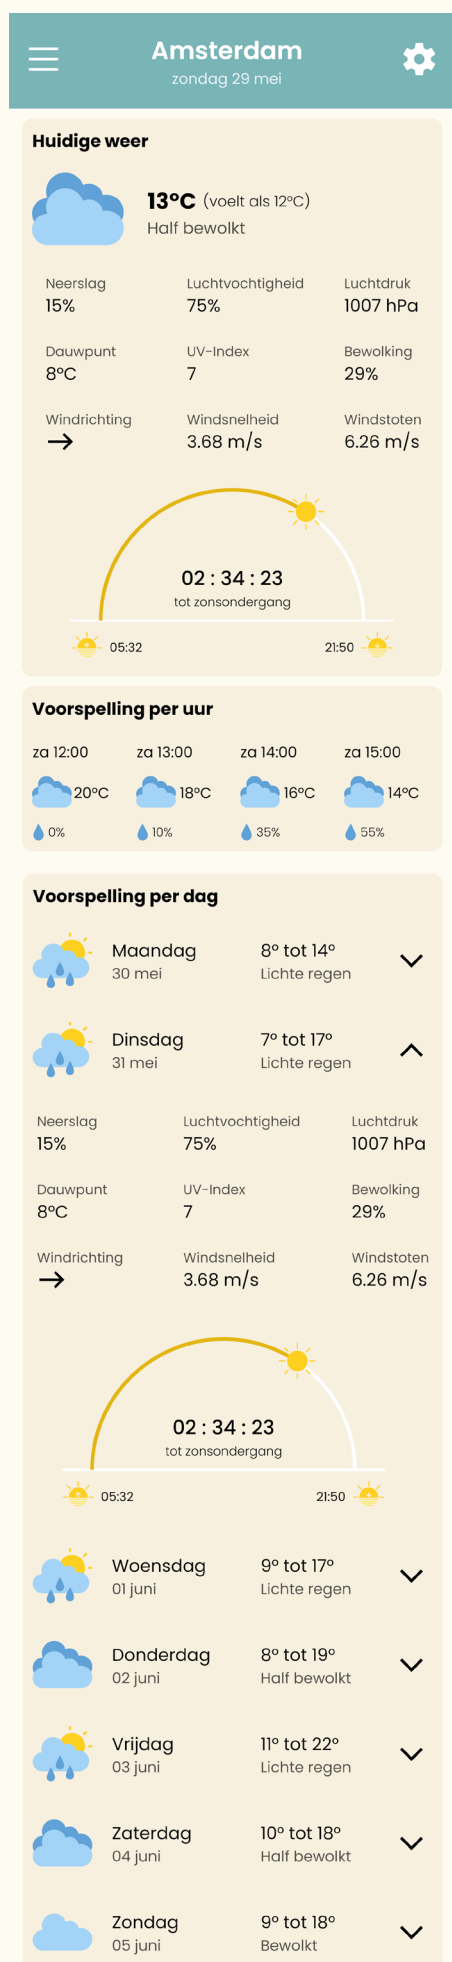 Amsterdam
zondag 29 mei
Huidige weer
13°C (voelt als 12°C)
Half bewolkt
Neerslag Luchtvochtigheid Luchtdruk
15% 75% 1007 hPa
Dauwpunt UV-Index Bewolking
8°C 7 29%
Windrichting Windsnelheid Windstoten
→ 3.68 m/s 6.26 m/s
02 : 34 : 23
tot zonsondergang
05:32 21:50
Voorspelling per uur
za 12:00 za 13:00 za 14:00 za 15:00
20°C 18°C 16°C 14°C
0% 10% 35% 55%
Voorspelling per dag
Maandag 8° tot 14°
30 mei Lichte regen
Dinsdag 7° tot 17°
31 mei Lichte regen
Neerslag Luchtvochtigheid Luchtdruk
15% 75% 1007 hPa
Dauwpunt UV-Index Bewolking
8°C 7 29%
Windrichting Windsnelheid Windstoten
→ 3.68 m/s 6.26 m/s
02 : 34 : 23
tot zonsondergang
05:32 21:50
Woensdag 9° tot 17°
01 juni Lichte regen
Donderdag 8° tot 19°
02 juni Half bewolkt
Vrijdag 11° tot 22°
03 juni Lichte regen
Zaterdag 10° tot 18°
04 juni Half bewolkt
Zondag 9° tot 18°
05 juni Bewolkt